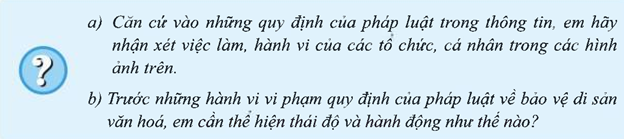 a) Căn cứ vào những quy định của pháp luật trong thông tin, em hãy
nhận xét việc làm, hành vi của các tổ chức, cá nhân trong các hình
ảnh trên.
?
b) Trước những hành vi vi phạm quy định của pháp luật về bảo vệ di sản
văn hoá, em cần thể hiện thái độ và hành động như thế nào?